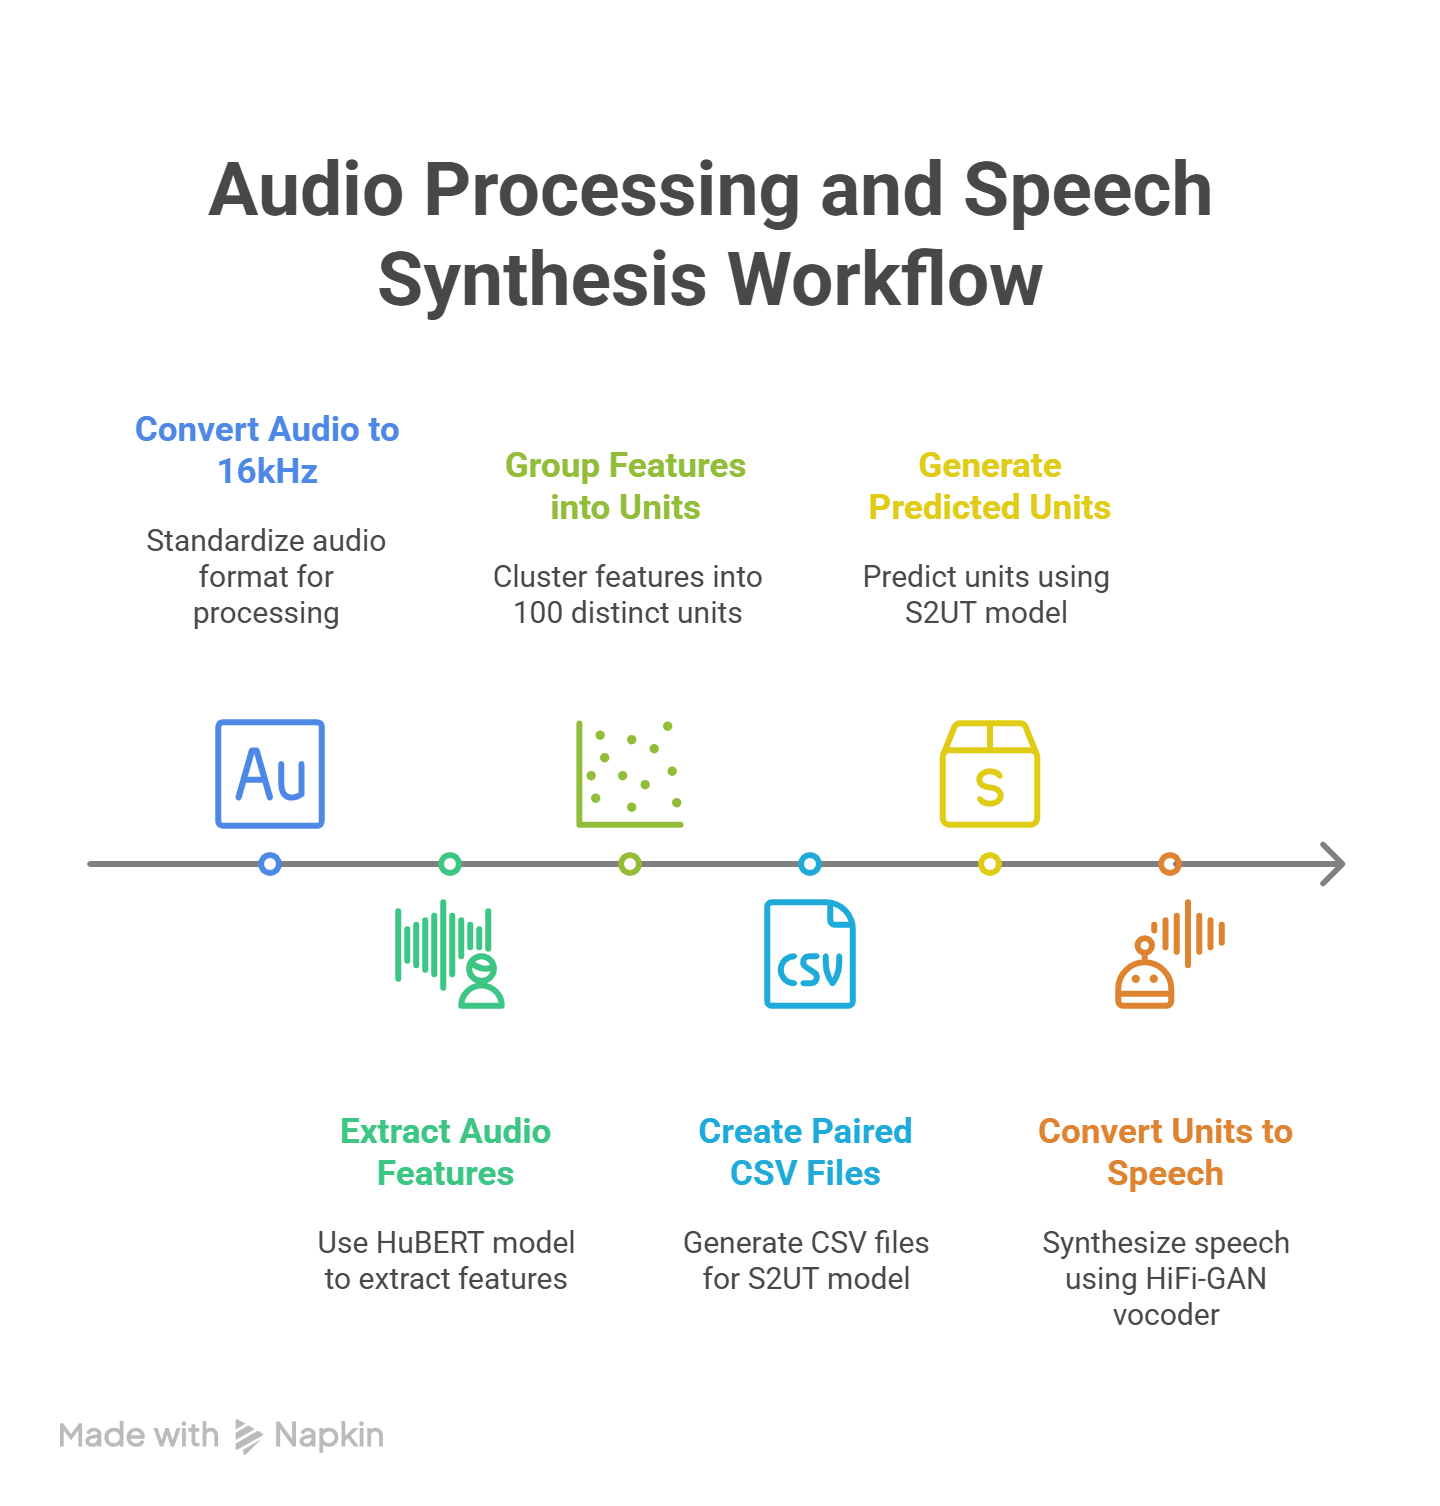 Audio Processing and Speech
Synthesis Workflow
Convert Audio to
16kHz
Standardize audio
format for
processing
Group Features
into Units
Cluster features into
100 distinct units
Generate
Predicted Units
Predict units using
S2UT model
Au
S
CSV
Extract Audio
Features
Use HuBERT model
to extract features
Create Paired
CSV Files
Generate CSV files
for S2UT model
Convert Units to
Speech
Synthesize speech
using HiFi-GAN
vocoder
Made with Napkin